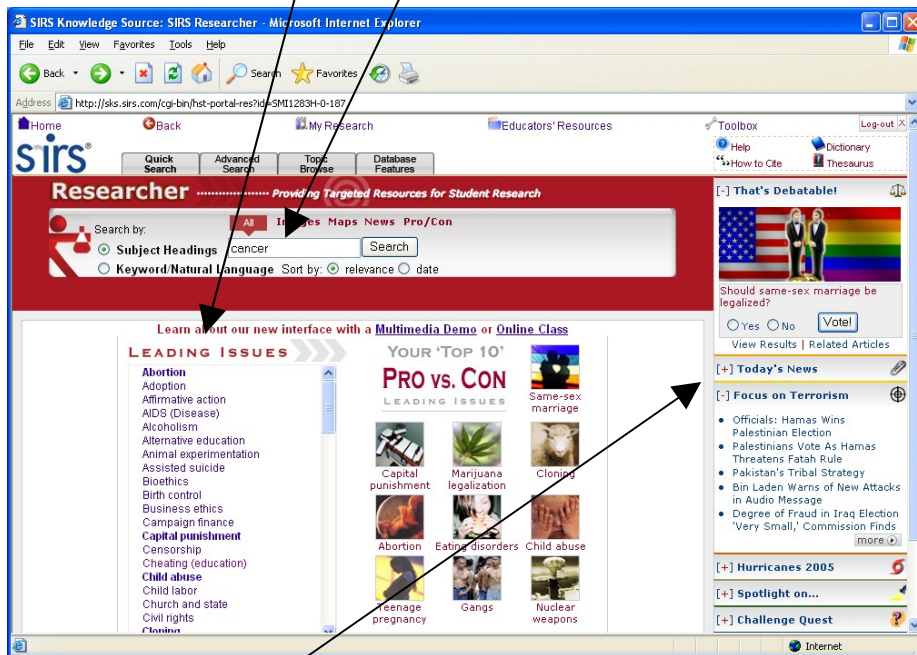 SIRS Knowledge Source: SIRS Researcher - Microsoft Internet Explorer
File Edit View Favorites Tools Help
Back Search Favorites
Address http://sks.sirs.com/cgi-bin/hst-portal-res?id=SMI1283H-0-187
Home Back My Research Educators' Resources Toolbox Log-out X
sirs®
Quick Search Advanced Search Topic Browse Database Features
Help Dictionary
How to Cite Thesaurus
Researcher Providing Targeted Resources for Student Research
Search by:
All Images Maps News Pro/Con
Subject Headings cancer Search
Keyword/Natural Language Sort by: relevance date
Learn about our new interface with a Multimedia Demo or Online Class
LEADING ISSUES
Abortion
Adoption
Affirmative action
AIDS (Disease)
Alcoholism
Alternative education
Animal experimentation
Assisted suicide
Bioethics
Birth control
Business ethics
Campaign finance
Capital punishment
Censorship
Cheating (education)
Child abuse
Child labor
Church and state
Civil rights
Cloning
YOUR 'TOP 10'
PRO VS. CON
LEADING ISSUES
Same-sex marriage
Capital punishment
Marijuana legalization
Cloning
Abortion
Eating disorders
Child abuse
Teenage pregnancy
Gangs
Nuclear weapons
[-] That's Debatable!
Should same-sex marriage be
legalized?
Yes No Vote!
View Results | Related Articles
[+] Today's News
[-] Focus on Terrorism
Officials: Hamas Wins
Palestinian Election
Palestinians Vote As Hamas
Threatens Fatah Rule
Pakistan's Tribal Strategy
Bin Laden Warns of New Attacks
in Audio Message
Degree of Fraud in Iraq Election
'Very Small,' Commission Finds
more
[+] Hurricanes 2005
[+] Spotlight on...
[+] Challenge Quest
Internet